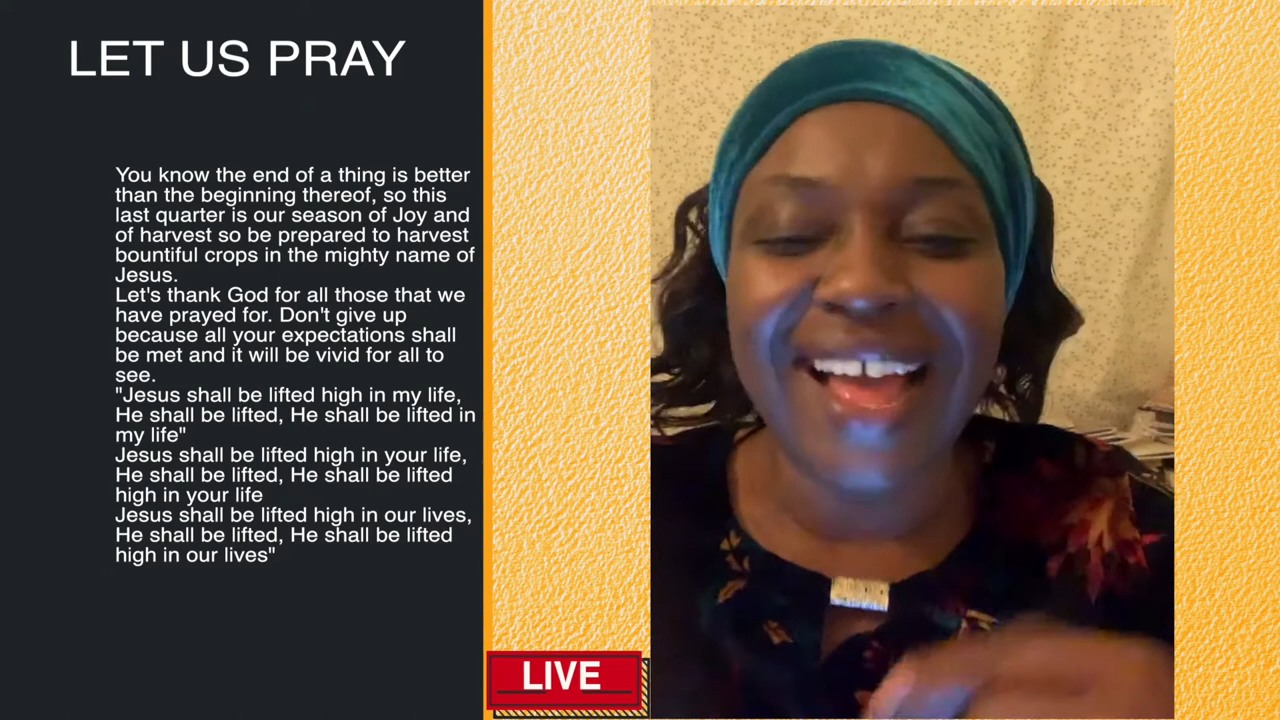 LET US PRAY
You know the end of a thing is better
than the beginning thereof, so this
last quarter is our season of Joy and
of harvest so be prepared to harvest
bountiful crops in the mighty name of
Jesus.
Let's thank God for all those that we
have prayed for. Don't give up
because all your expectations shall
be met and it will be vivid for all to
see.
"Jesus shall be lifted high in my life,
He shall be lifted, He shall be lifted in
my life"
Jesus shall be lifted high in your life,
He shall be lifted, He shall be lifted
high in your life
Jesus shall be lifted high in our lives,
He shall be lifted, He shall be lifted
high in our lives"
LIVE